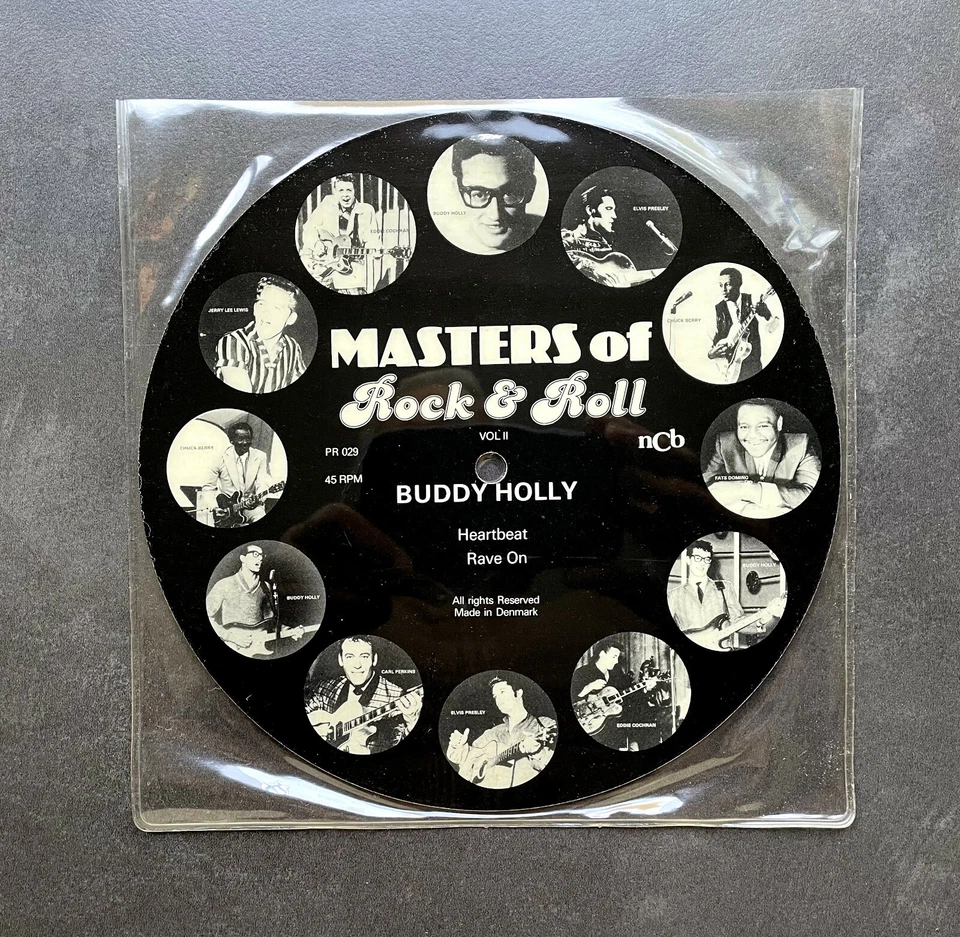 BUDDY HOLLY
EDDIE COCHRAN
ELVIS PRESLEY
JERRY LEE LEWIS
CHUCK BERRY
MASTERS of
Rock & Roll
VOL II
nCb
PR 029
45 RPM
BUDDY HOLLY
Heartbeat
Rave On
All rights Reserved
Made in Denmark
CHUCK BERRY
FATS DOMINO
BUDDY HOLLY
BUDDY HOLLY
CARL PERKINS
ELVIS PRESLEY
EDDIE COCHRAN